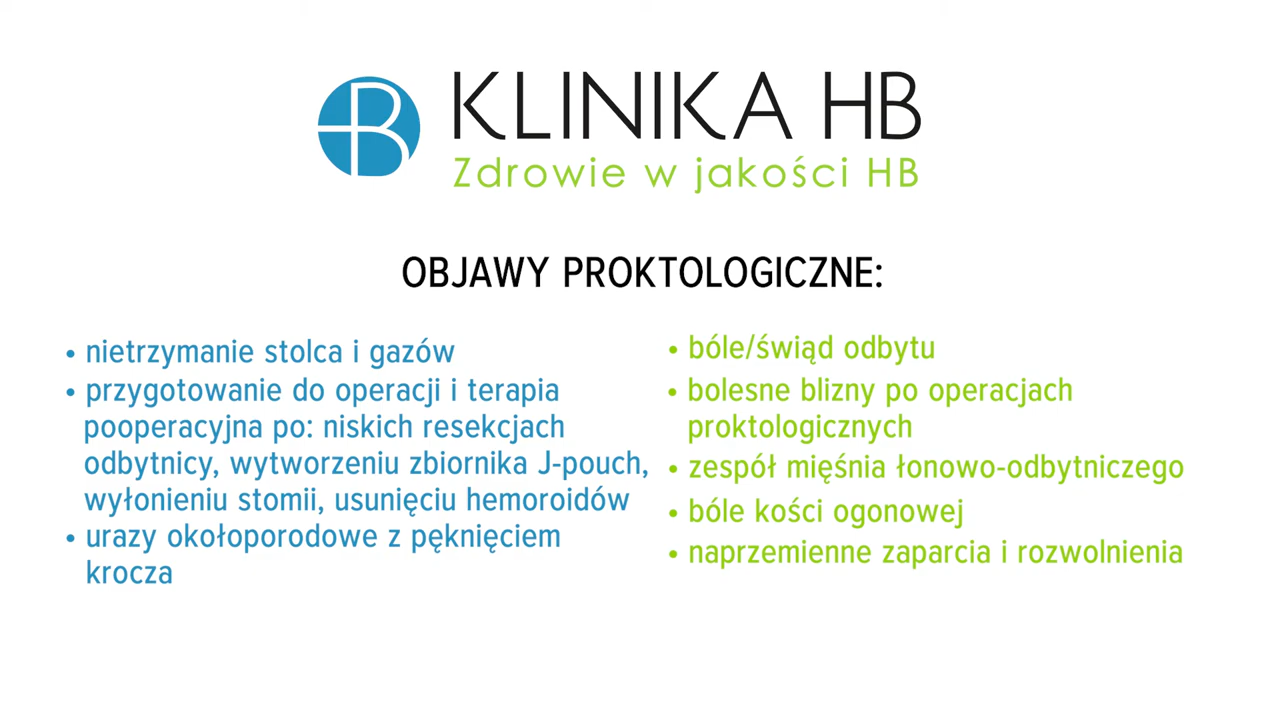 B KLINIKA HB
Zdrowie w jakości HB
OBJAWY PROKTOLOGICZNE:
• nietrzymanie stolca i gazów
• przygotowanie do operacji i terapia
pooperacyjna po: niskich resekcjach
odbytnicy, wytworzeniu zbiornika J-pouch,
wyłonieniu stomii, usunięciu hemoroidów
• urazy okołoporodowe z pęknięciem
krocza
• bóle/świąd odbytu
• bolesne blizny po operacjach
proktologicznych
• zespół mięśnia łonowo-odbytniczego
• bóle kości ogonowej
• naprzemienne zaparcia i rozwolnienia